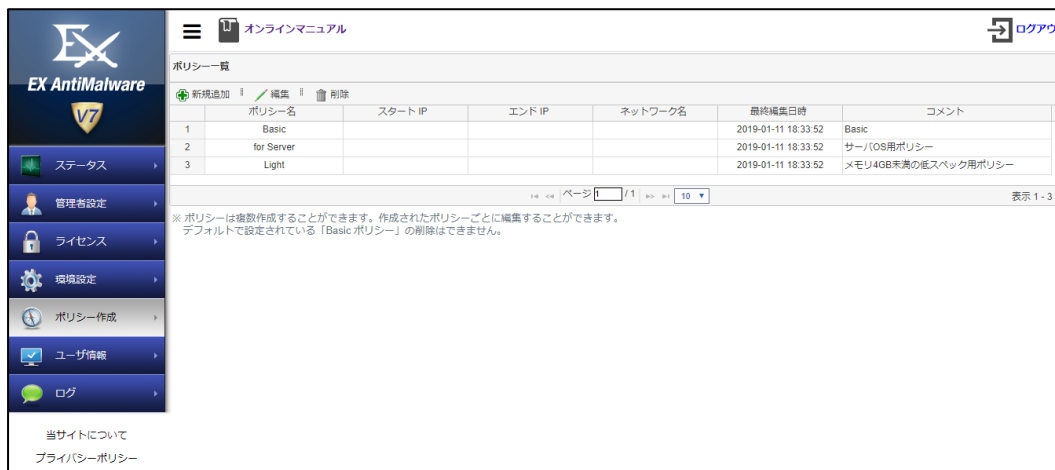 EX
EX AntiMalware
V7
オンラインマニュアル
ログアウ
ポリシー一覧
新規追加 編集 削除
ポリシー名 スタート IP エンド IP ネットワーク名 最終編集日時 コメント
1 Basic 2019-01-11 18:33:52 Basic
2 for Server 2019-01-11 18:33:52 サーバOS用ポリシー
3 Light 2019-01-11 18:33:52 メモリ4GB未満の低スペック用ポリシー
ページ 1 / 1 10
表示 1 - 3
※ ポリシーは複数作成することができます。作成されたポリシーごとに編集することができます。
デフォルトで設定されている「Basic ポリシー」の削除はできません。
ステータス
管理者設定
ライセンス
環境設定
ポリシー作成
ユーザ情報
ログ
当サイトについて
プライバシーポリシー